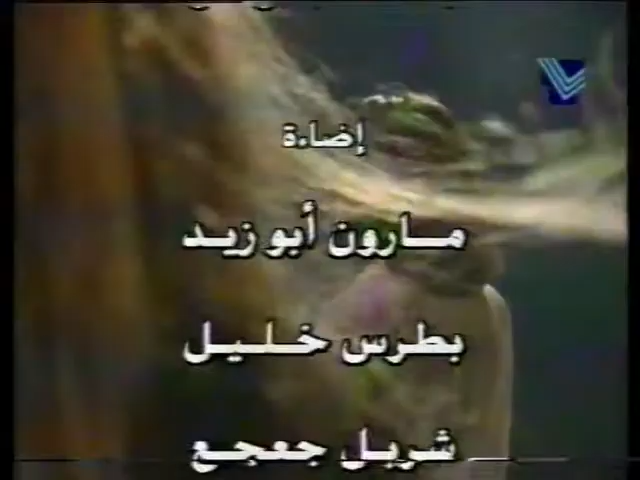 إضاءة
مارون أبو زيد
بطرس خليل
شربل جعجع